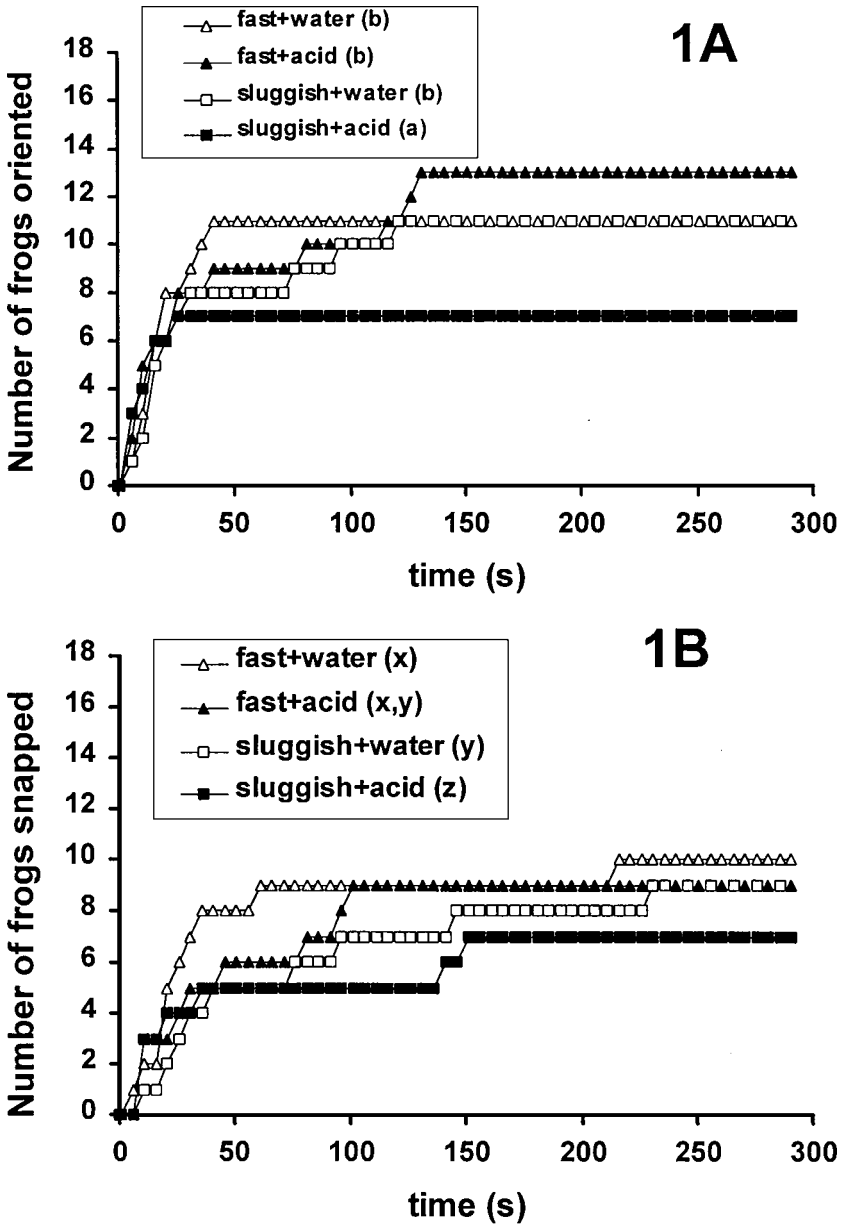 1A
fast+water (b)
fast+acid (b)
sluggish+water (b)
sluggish+acid (a)
Number of frogs oriented
18
16
14
12
10
8
6
4
2
0
0 50 100 150 200 250 300
time (s)
1B
fast+water (x)
fast+acid (x,y)
sluggish+water (y)
sluggish+acid (z)
Number of frogs snapped
18
16
14
12
10
8
6
4
2
0
0 50 100 150 200 250 300
time (s)